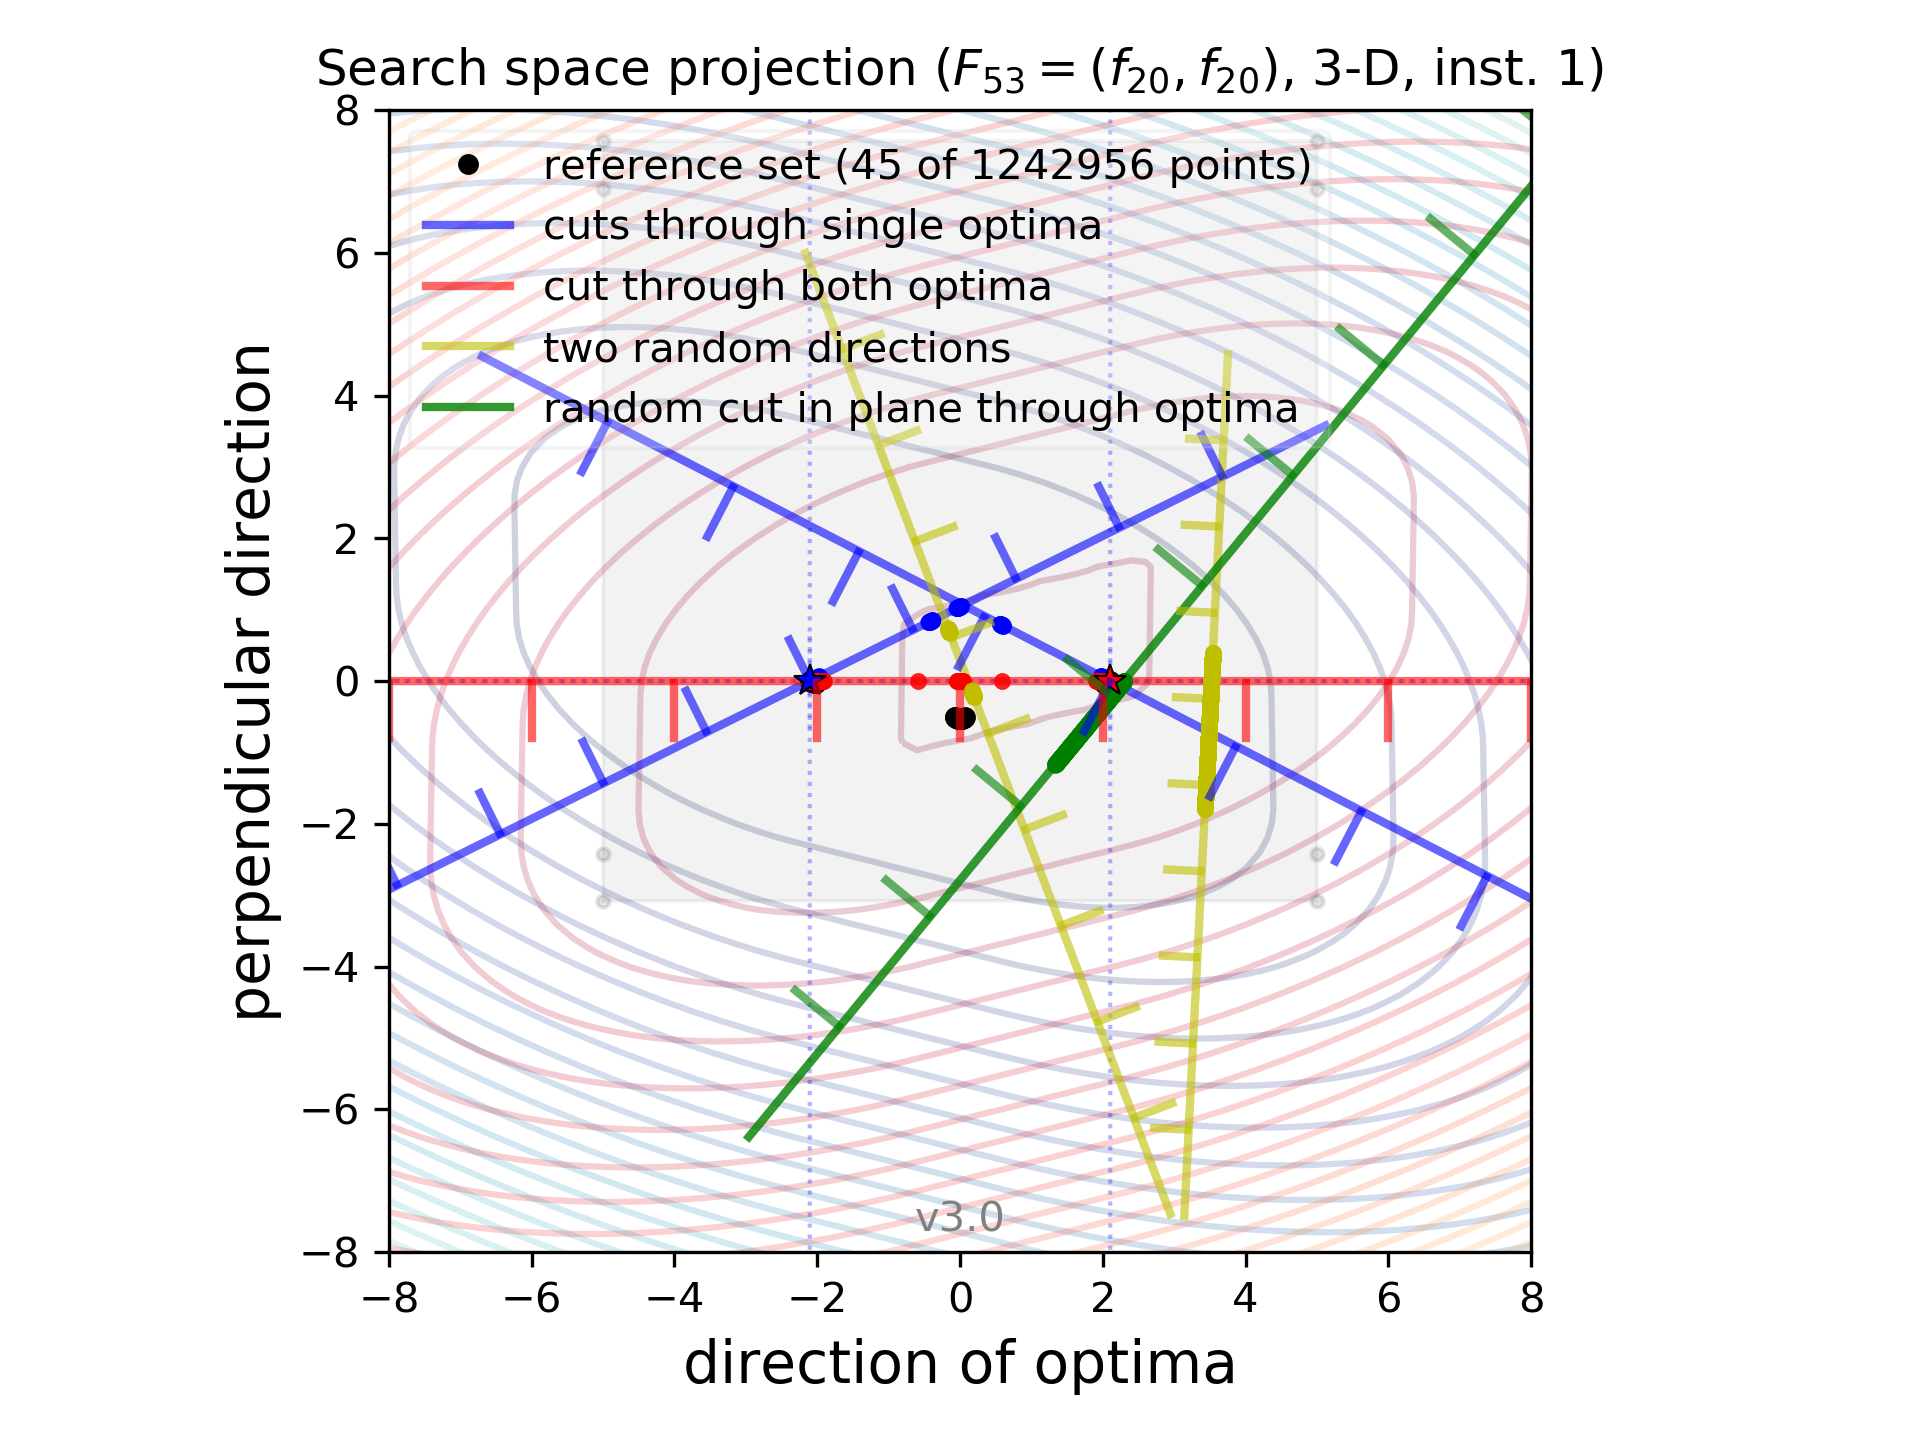 Search space projection (F53 = (f20, f20), 3-D, inst. 1)
8
6
4
2
0
−2
−4
−6
−8
perpendicular direction
reference set (45 of 1242956 points)
cuts through single optima
cut through both optima
two random directions
random cut in plane through optima
v3.0
−8 −6 −4 −2 0 2 4 6 8
direction of optima